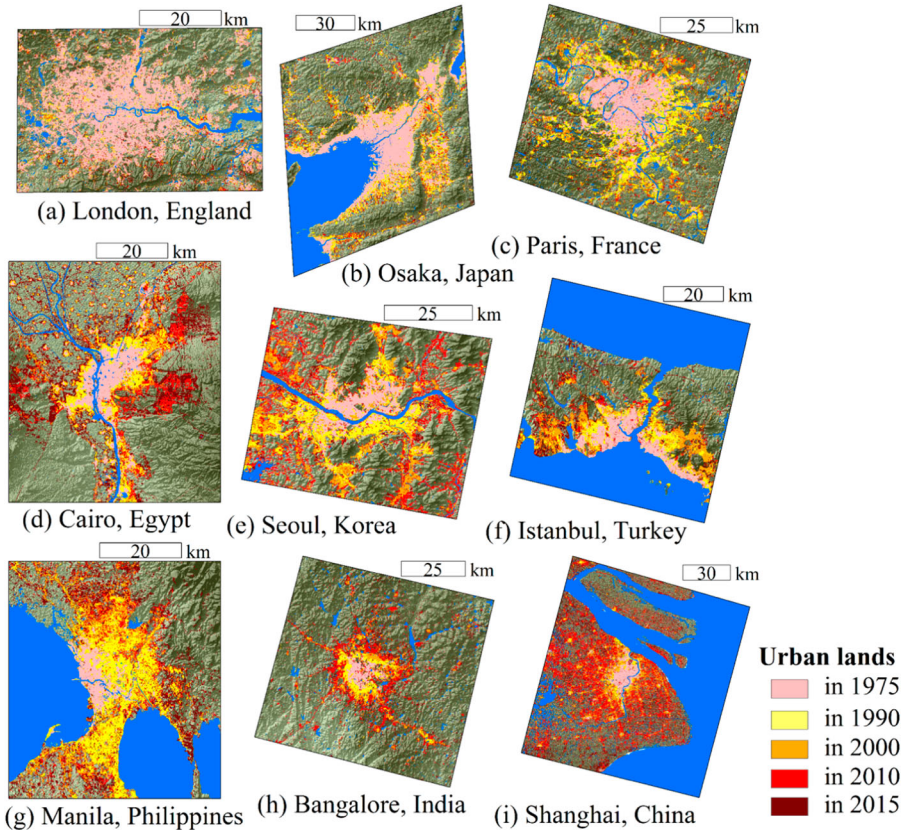 20 km
30 km
25 km
(a) London, England
(b) Osaka, Japan
(c) Paris, France
20 km
25 km
20 km
(d) Cairo, Egypt
(e) Seoul, Korea
(f) Istanbul, Turkey
20 km
25 km
30 km
(g) Manila, Philippines
(h) Bangalore, India
(i) Shanghai, China
Urban lands
in 1975
in 1990
in 2000
in 2010
in 2015